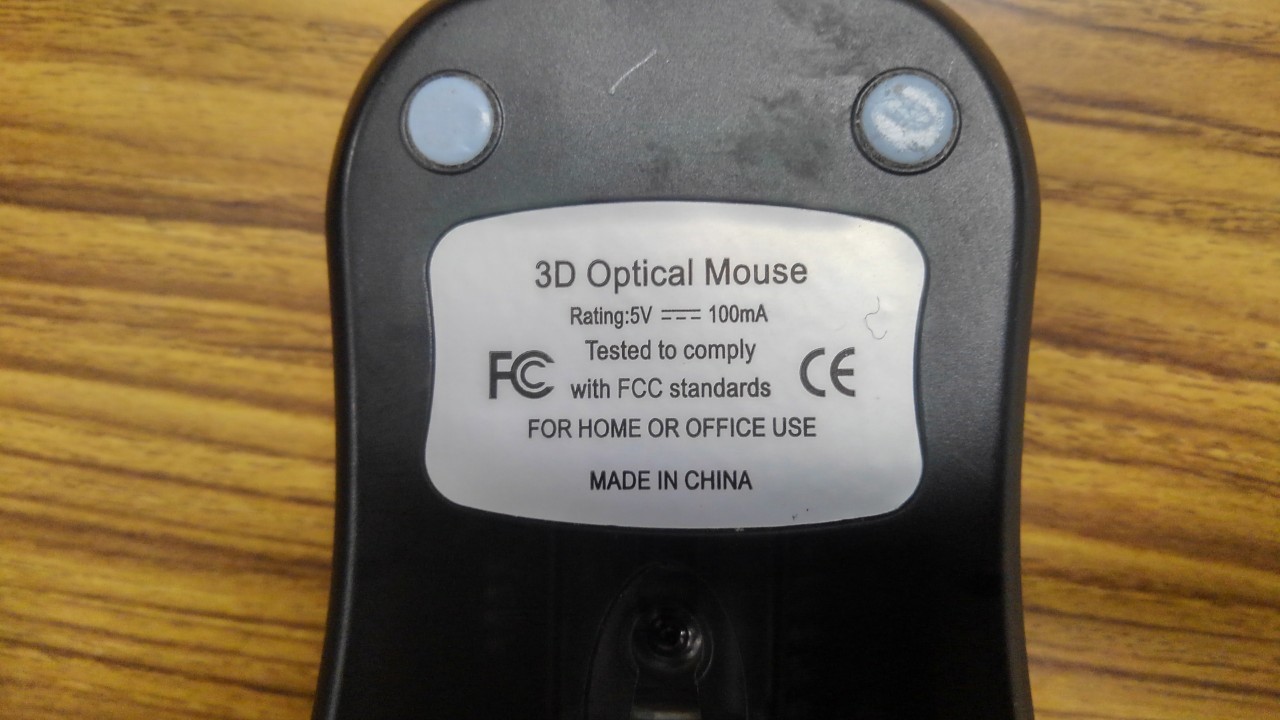 3D Optical Mouse
Rating:5V ⎓ 100mA
Tested to comply
FC CE
with FCC standards
FOR HOME OR OFFICE USE
MADE IN CHINA